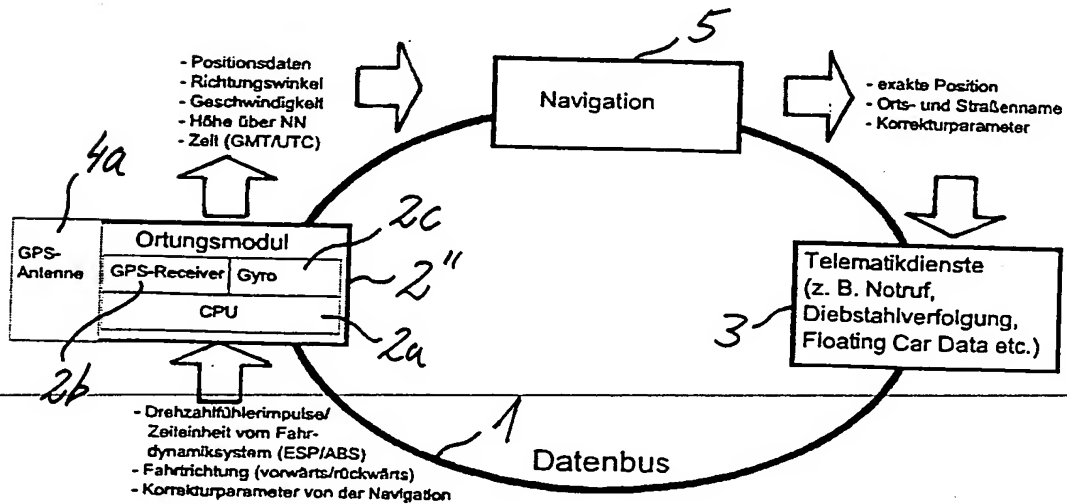 5
- Positionsdaten
- Richtungswinkel
- Geschwindigkeit
- Höhe über NN
- Zeit (GMT/UTC)
Navigation
- exakte Position
- Orts- und Straßenname
- Korrekturparameter
4a
GPS-
Antenne
Ortungsmodul
GPS-Receiver
Gyro
CPU
2c
2"
2a
2b
Telematikdienste
(z. B. Notruf,
Diebstahlverfolgung,
Floating Car Data etc.)
3
- Drehzahlfühlerimpulse/
Zeiteinheit vom Fahr-
dynamiksystem (ESP/ABS)
- Fahrtrichtung (vorwärts/rückwärts)
- Korrekturparameter von der Navigation
1
Datenbus